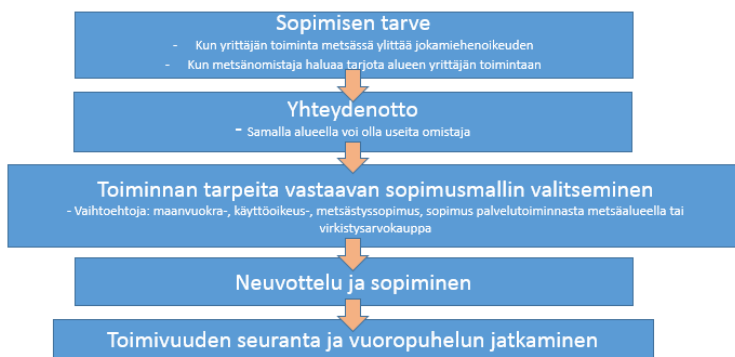 Sopimisen tarve
- Kun yrittäjän toiminta metsässä ylittää jokamiehenoikeuden
- Kun metsänomistaja haluaa tarjota alueen yrittäjän toimintaan
Yhteydenotto
- Samalla alueella voi olla useita omistaja
Toiminnan tarpeita vastaavan sopimusmallin valitseminen
- Vaihtoehtoja: maanvuokra-, käyttöoikeus-, metsästyssopimus, sopimus palvelutoiminnasta metsäalueella tai
virkistysarvokauppa
Neuvottelu ja sopiminen
Toimivuuden seuranta ja vuoropuhelun jatkaminen